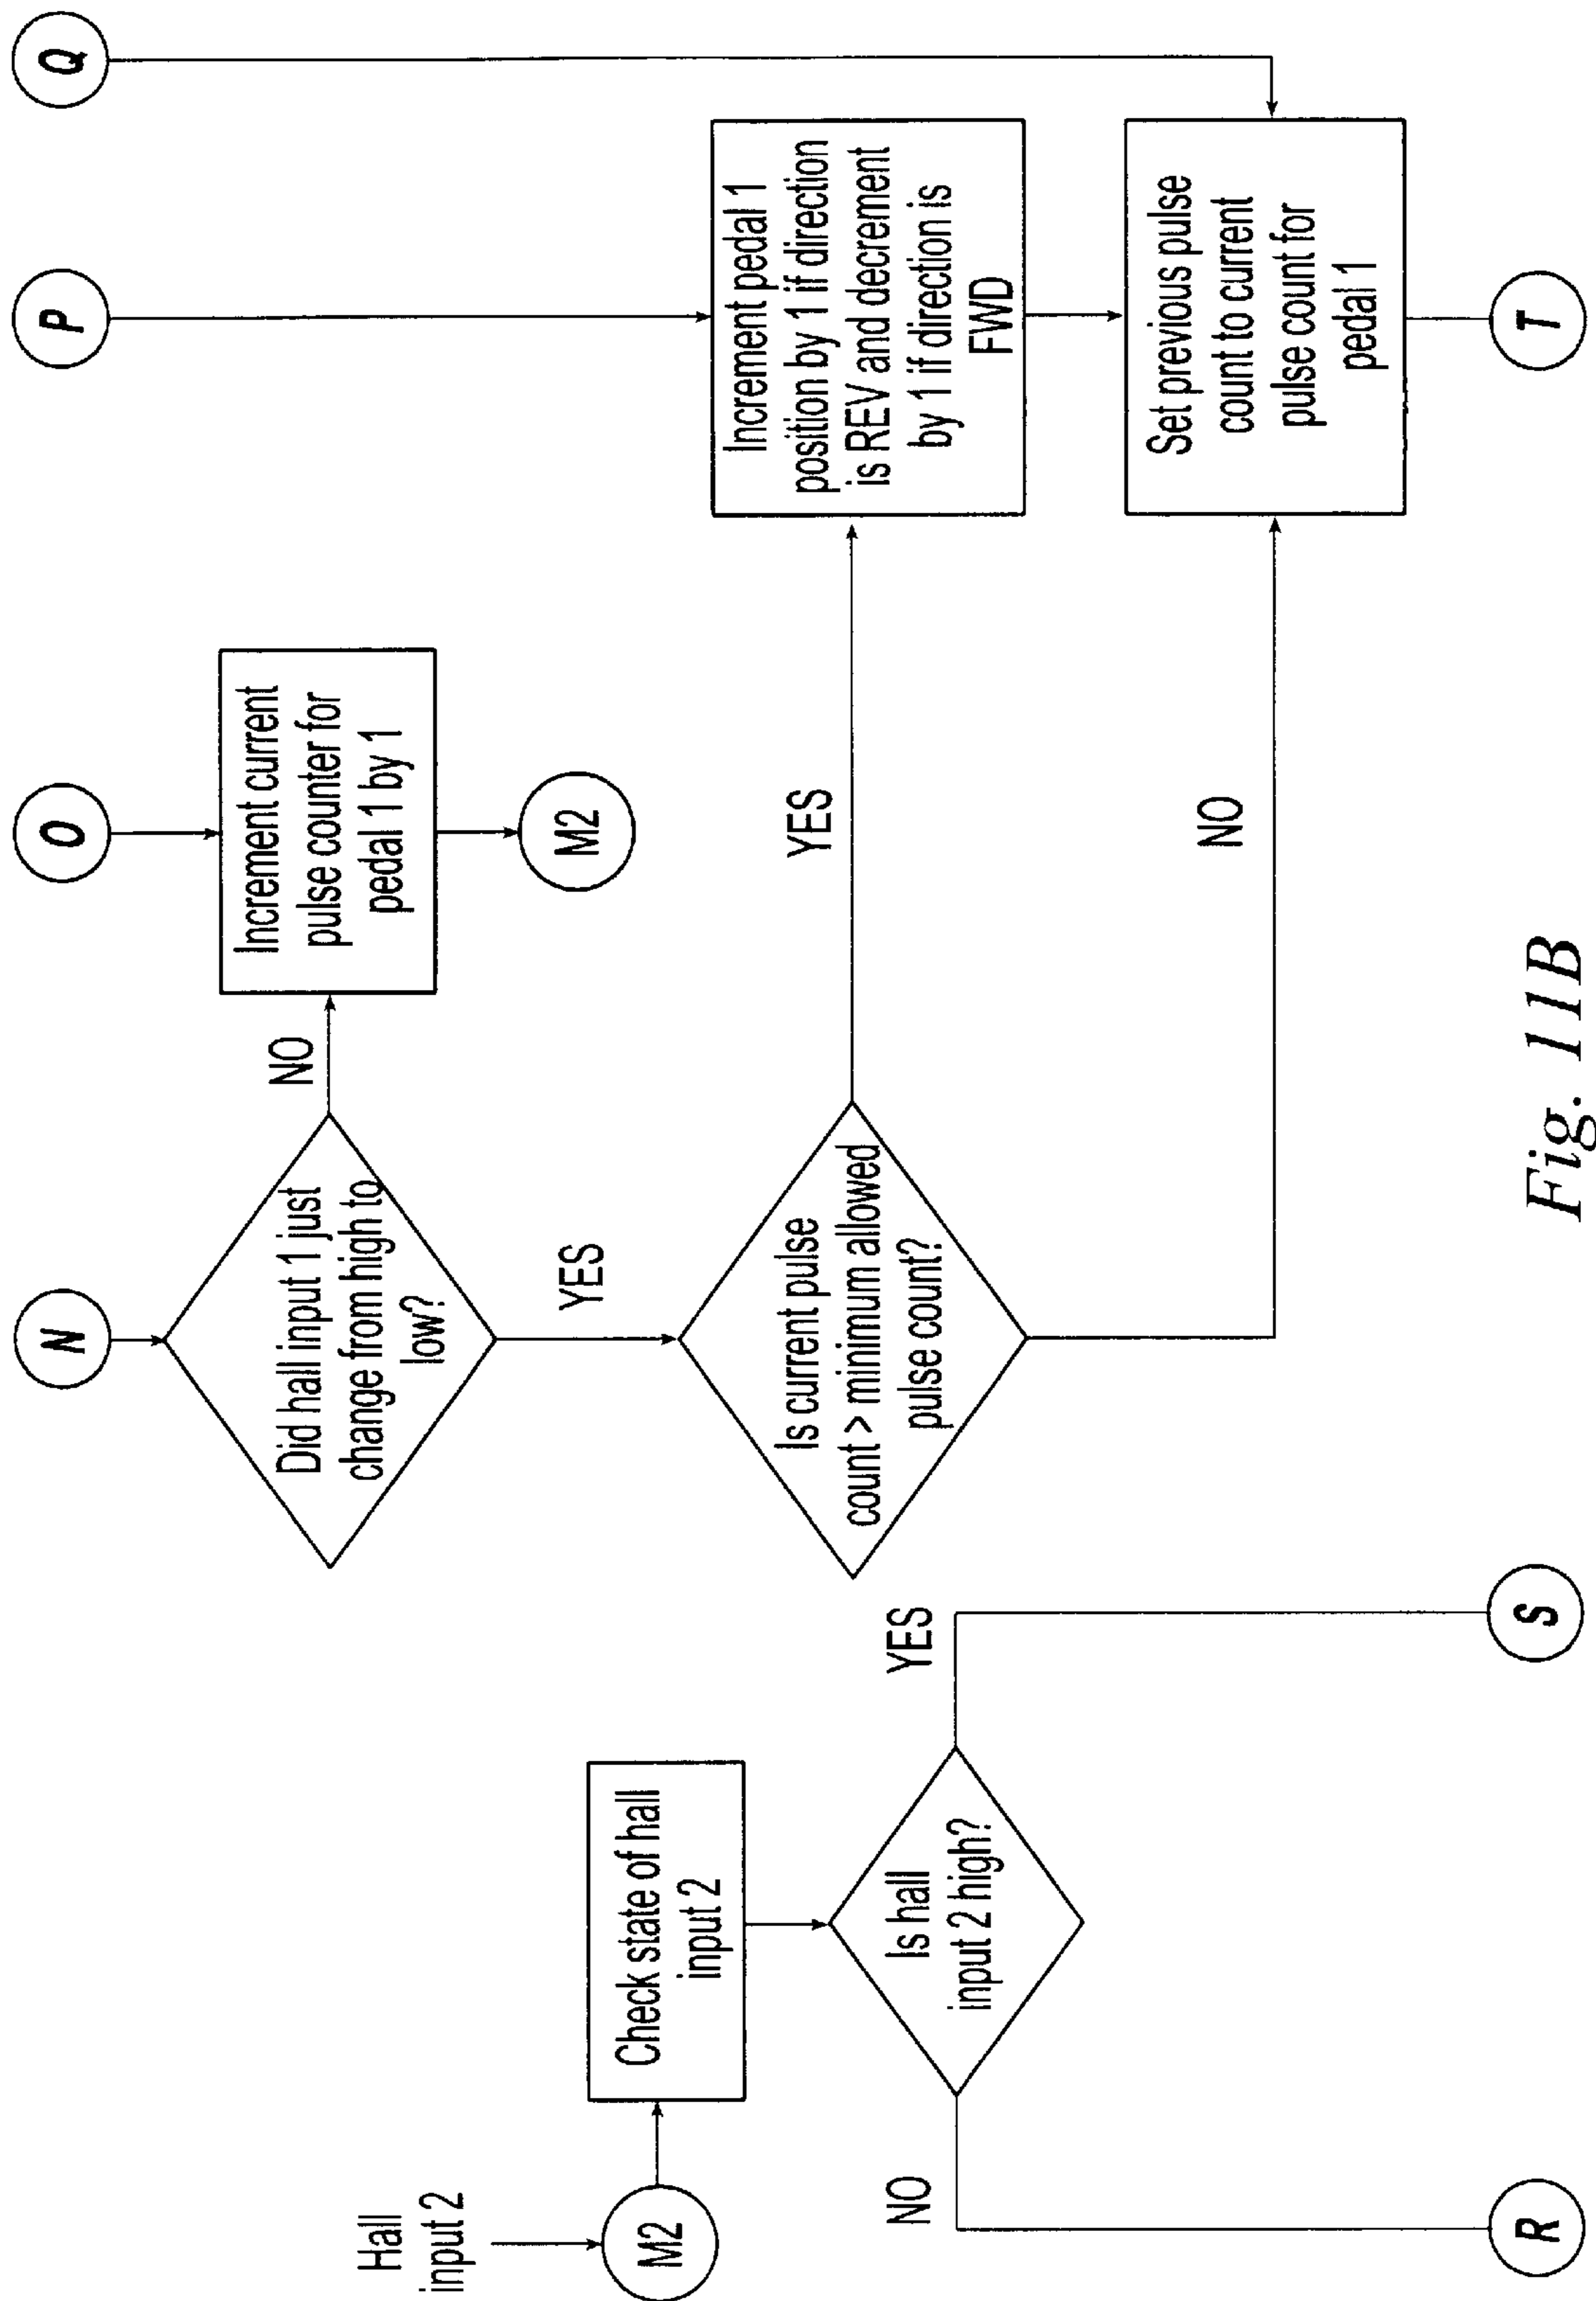 N
O
P
Q
Did hall input 1 just
change from high to
low?
NO
Increment current
pulse counter for
pedal 1 by 1
M2
YES
Is current pulse
count > minimum allowed
pulse count?
YES
Increment pedal 1
position by 1 if direction
is REV and decrement
by 1 if direction is
FWD
NO
Set previous pulse
count to current
pulse count for
pedal 1
T
Hall
input 2
M2
Check state of hall
input 2
Is hall
input 2 high?
NO
YES
R
S
Fig. 11B